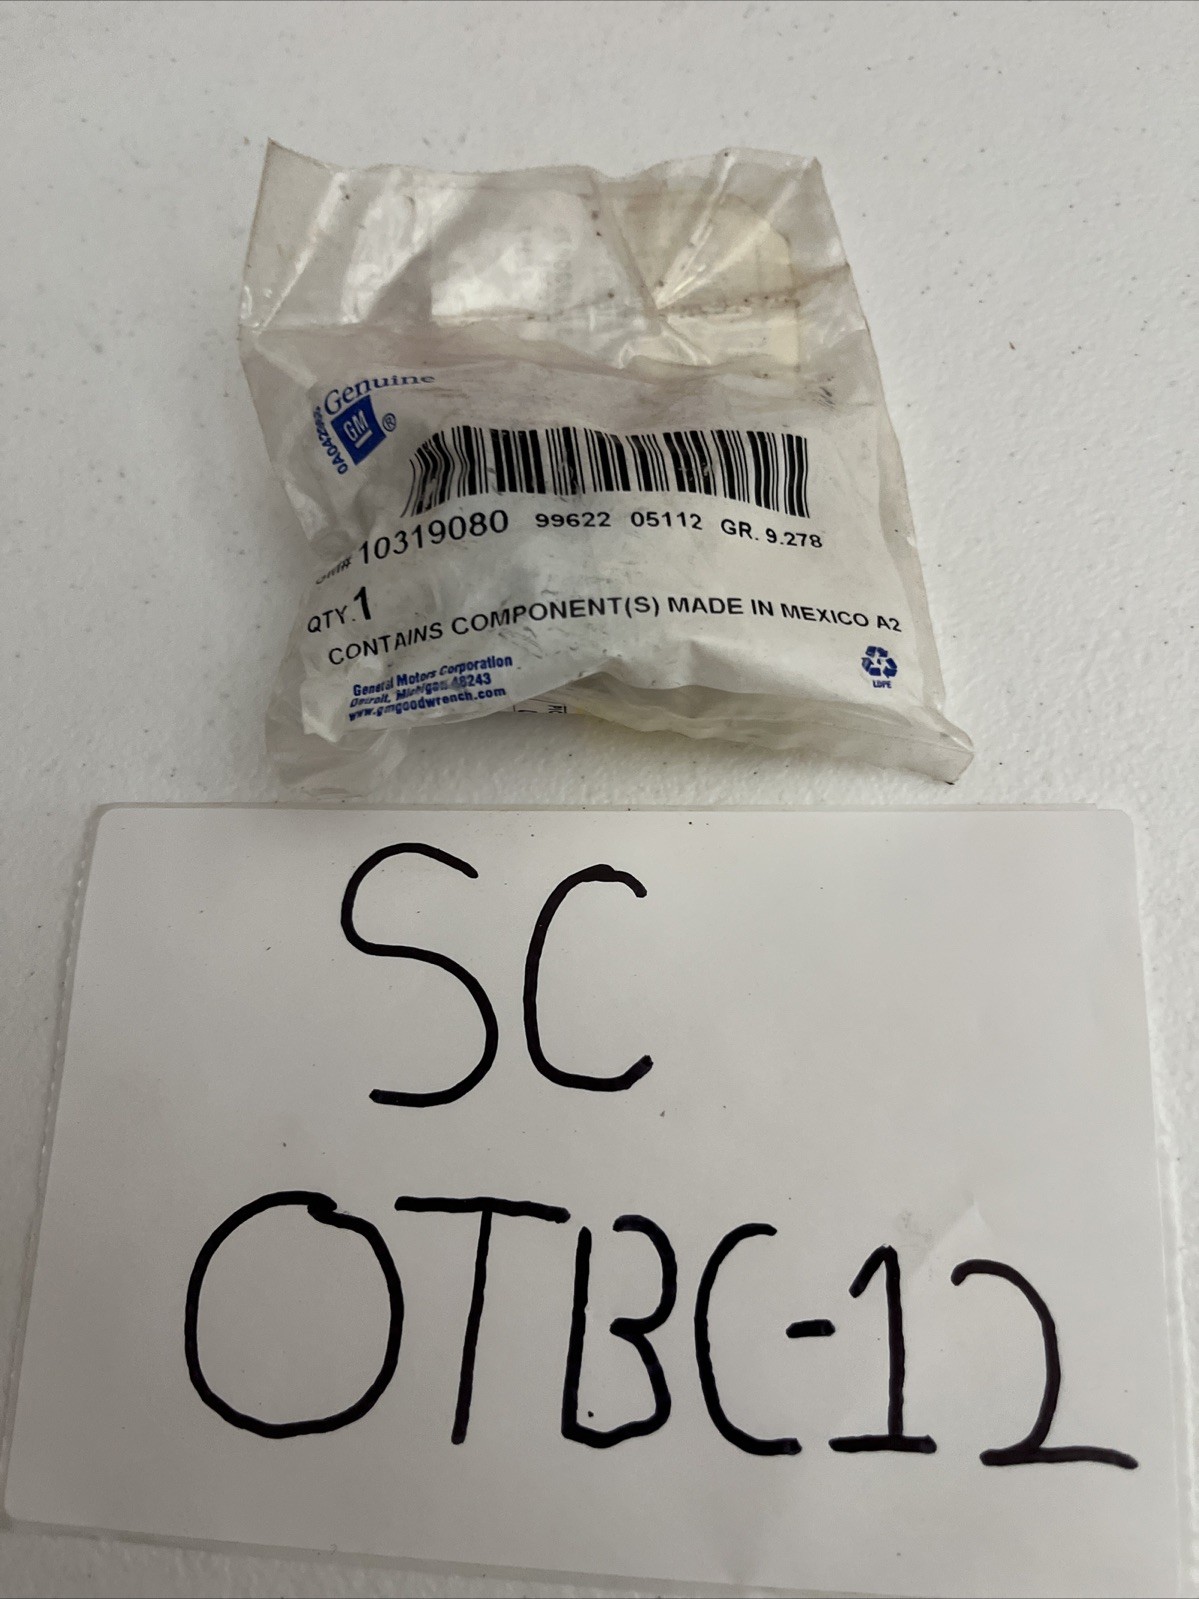 Genuine
GM ®
10319080 99622 05112 GR. 9.278
QTY. 1
CONTAINS COMPONENT(S) MADE IN MEXICO A2
General Motors Corporation
Detroit, Michigan 48243
www.gmgoodwrench.com
LDPE
SC
OTBC-12